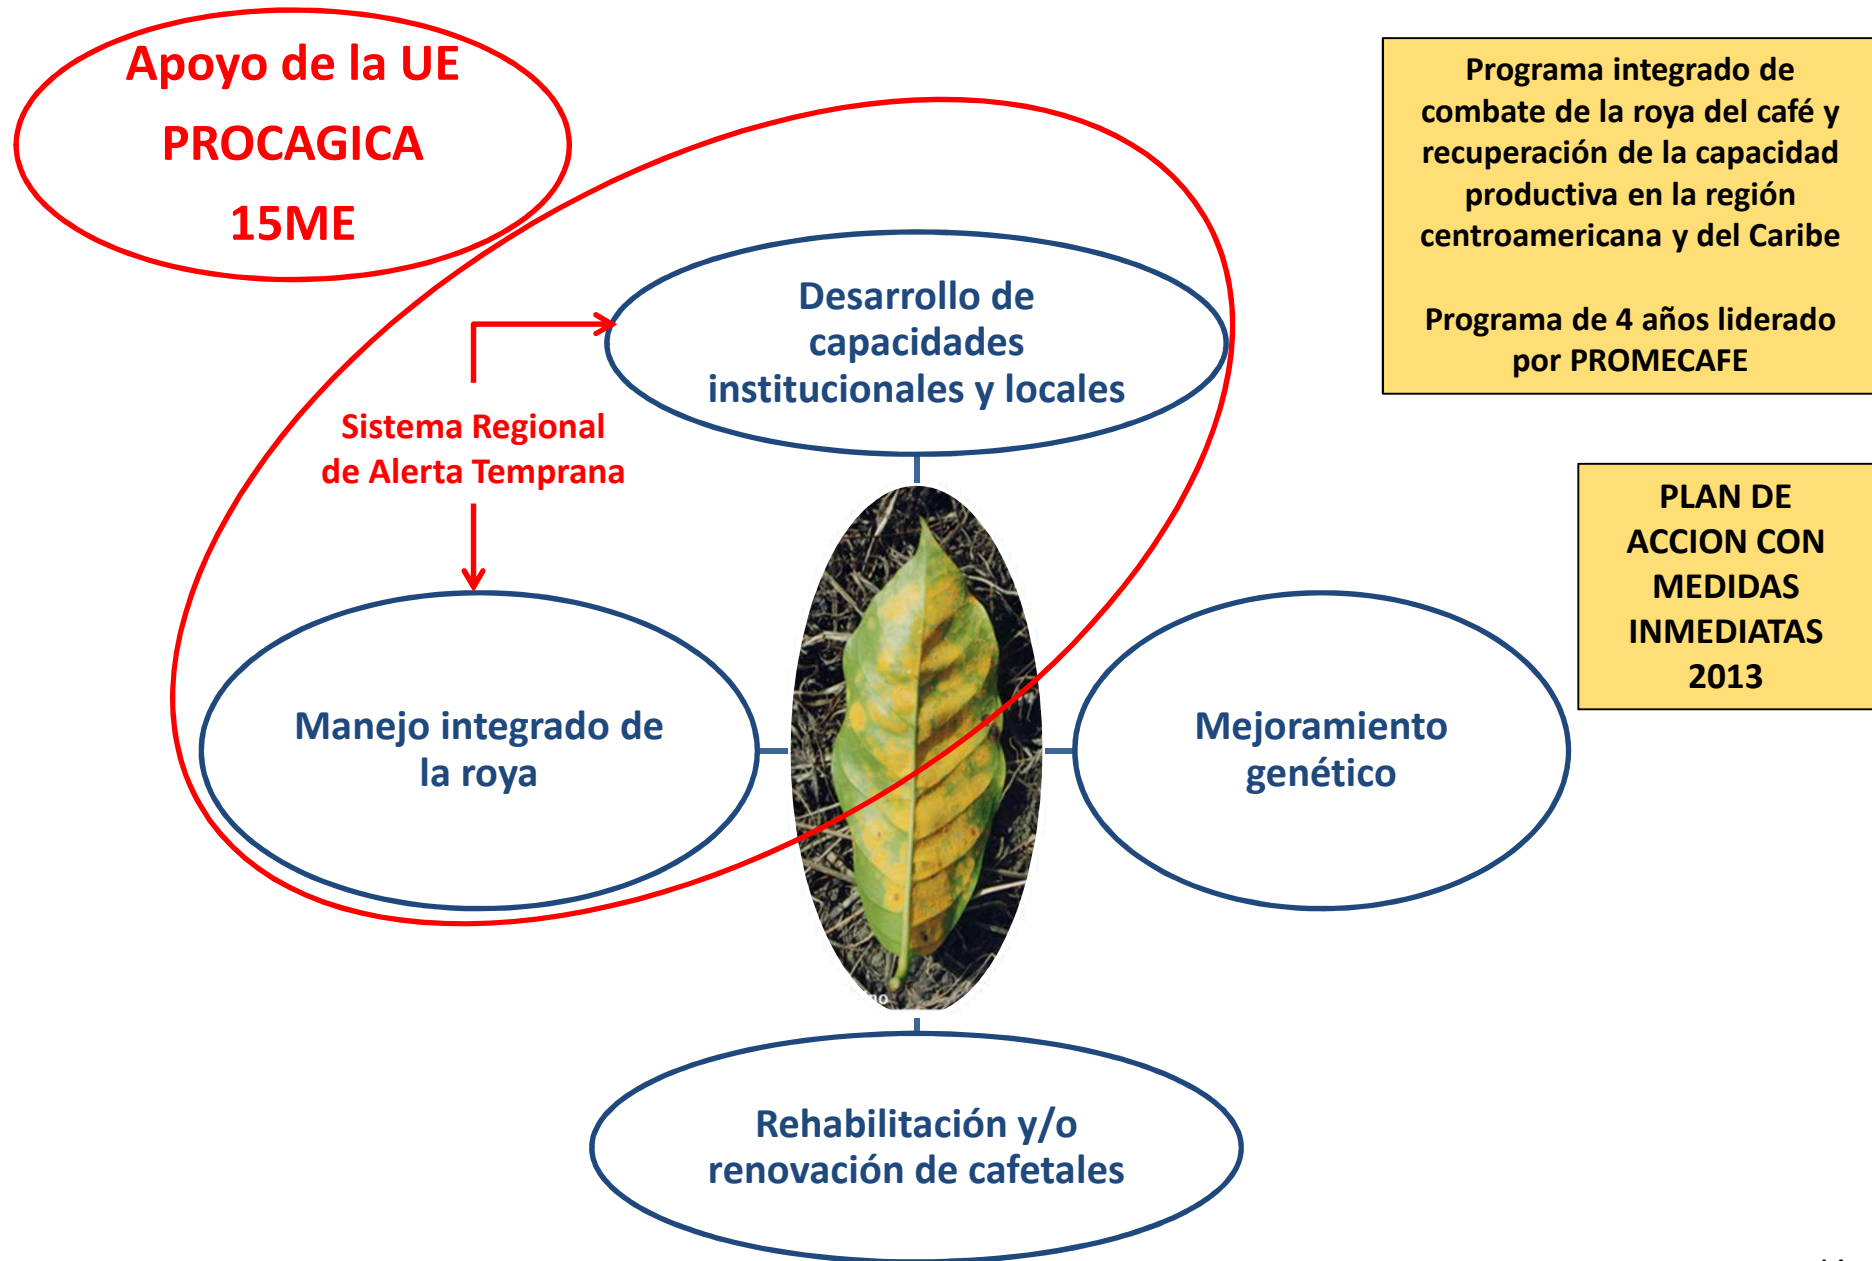 Apoyo de la UE
PROCAGICA
15ME
Programa integrado de
combate de la roya del café y
recuperación de la capacidad
productiva en la región
centroamericana y del Caribe
Programa de 4 años liderado
por PROMECAFE
Desarrollo de
capacidades
institucionales y locales
Sistema Regional
de Alerta Temprana
PLAN DE
ACCION CON
MEDIDAS
INMEDIATAS
2013
Manejo integrado de
la roya
Mejoramiento
genético
Rehabilitación y/o
renovación de cafetales